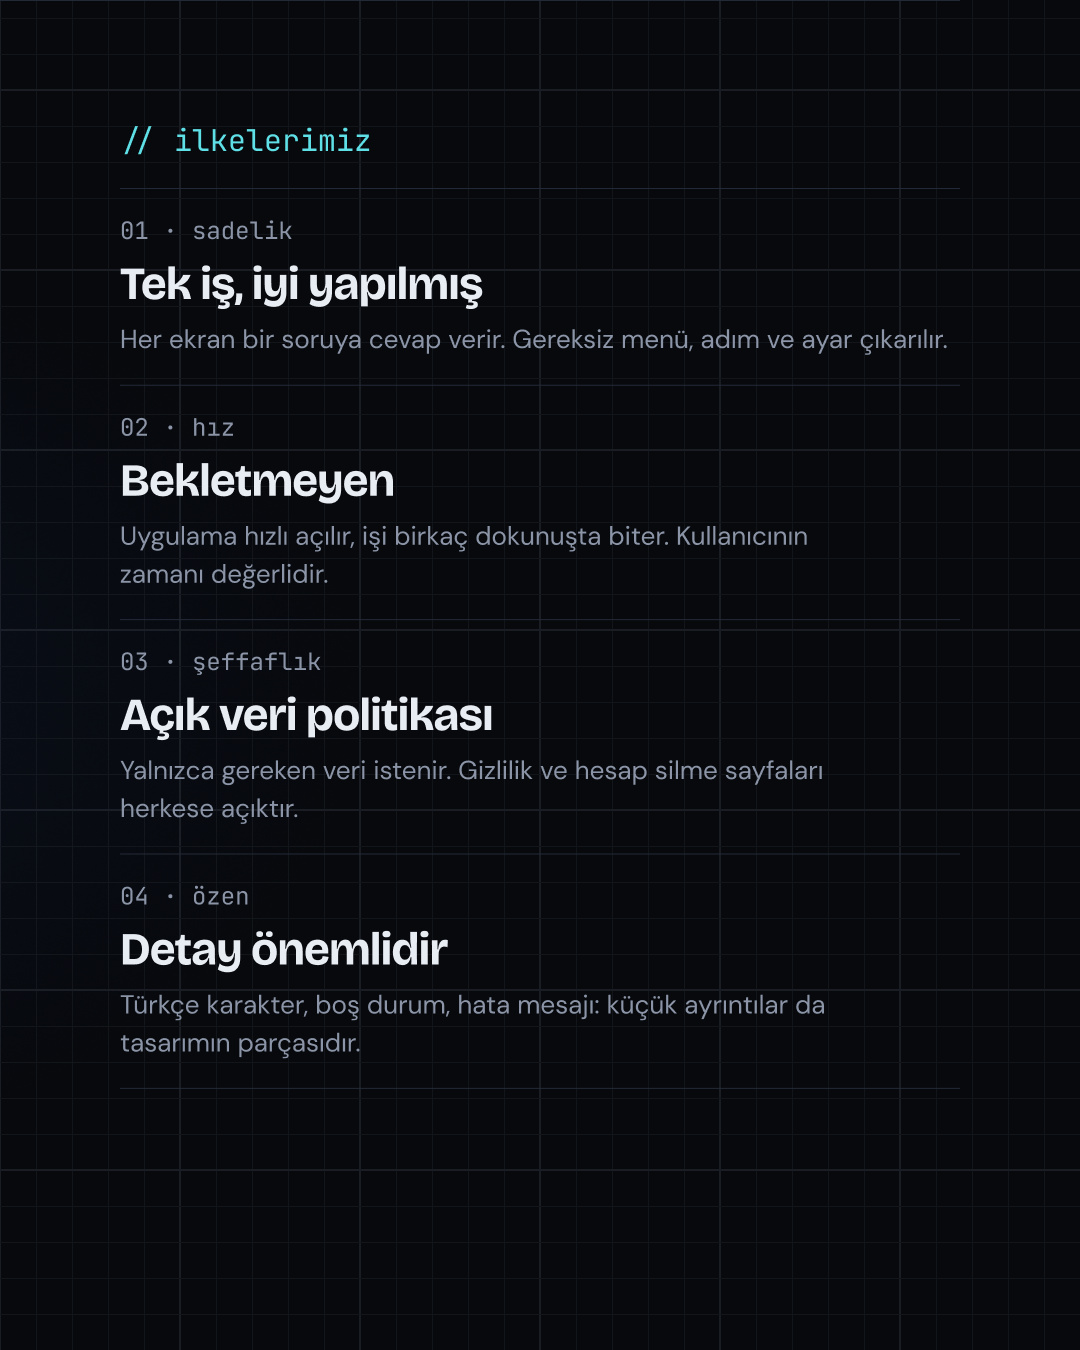 // ilkelerimiz
01 · sadelik
Tek iş, iyi yapılmış
Her ekran bir soruya cevap verir. Gereksiz menü, adım ve ayar çıkarılır.
02 · hız
Bekletmeyen
Uygulama hızlı açılır, işi birkaç dokunuşta biter. Kullanıcının
zamanı değerlidir.
03 · şeffaflık
Açık veri politikası
Yalnızca gereken veri istenir. Gizlilik ve hesap silme sayfaları
herkese açıktır.
04 · özen
Detay önemlidir
Türkçe karakter, boş durum, hata mesajı: küçük ayrıntılar da
tasarımın parçasıdır.